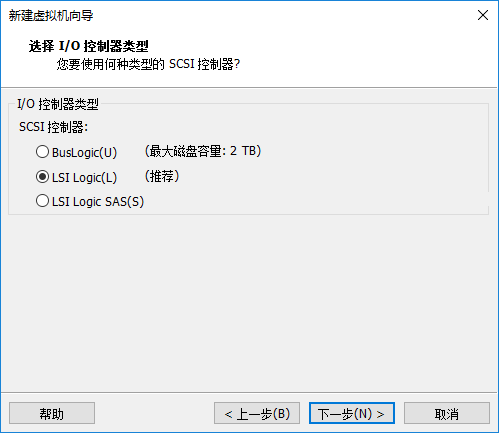 新建虚拟机向导
选择 I/O 控制器类型
您要使用何种类型的 SCSI 控制器?
I/O 控制器类型
SCSI 控制器:
BusLogic(U) (最大磁盘容量: 2 TB)
LSI Logic(L) (推荐)
LSI Logic SAS(S)
帮助 < 上一步(B) 下一步(N) > 取消